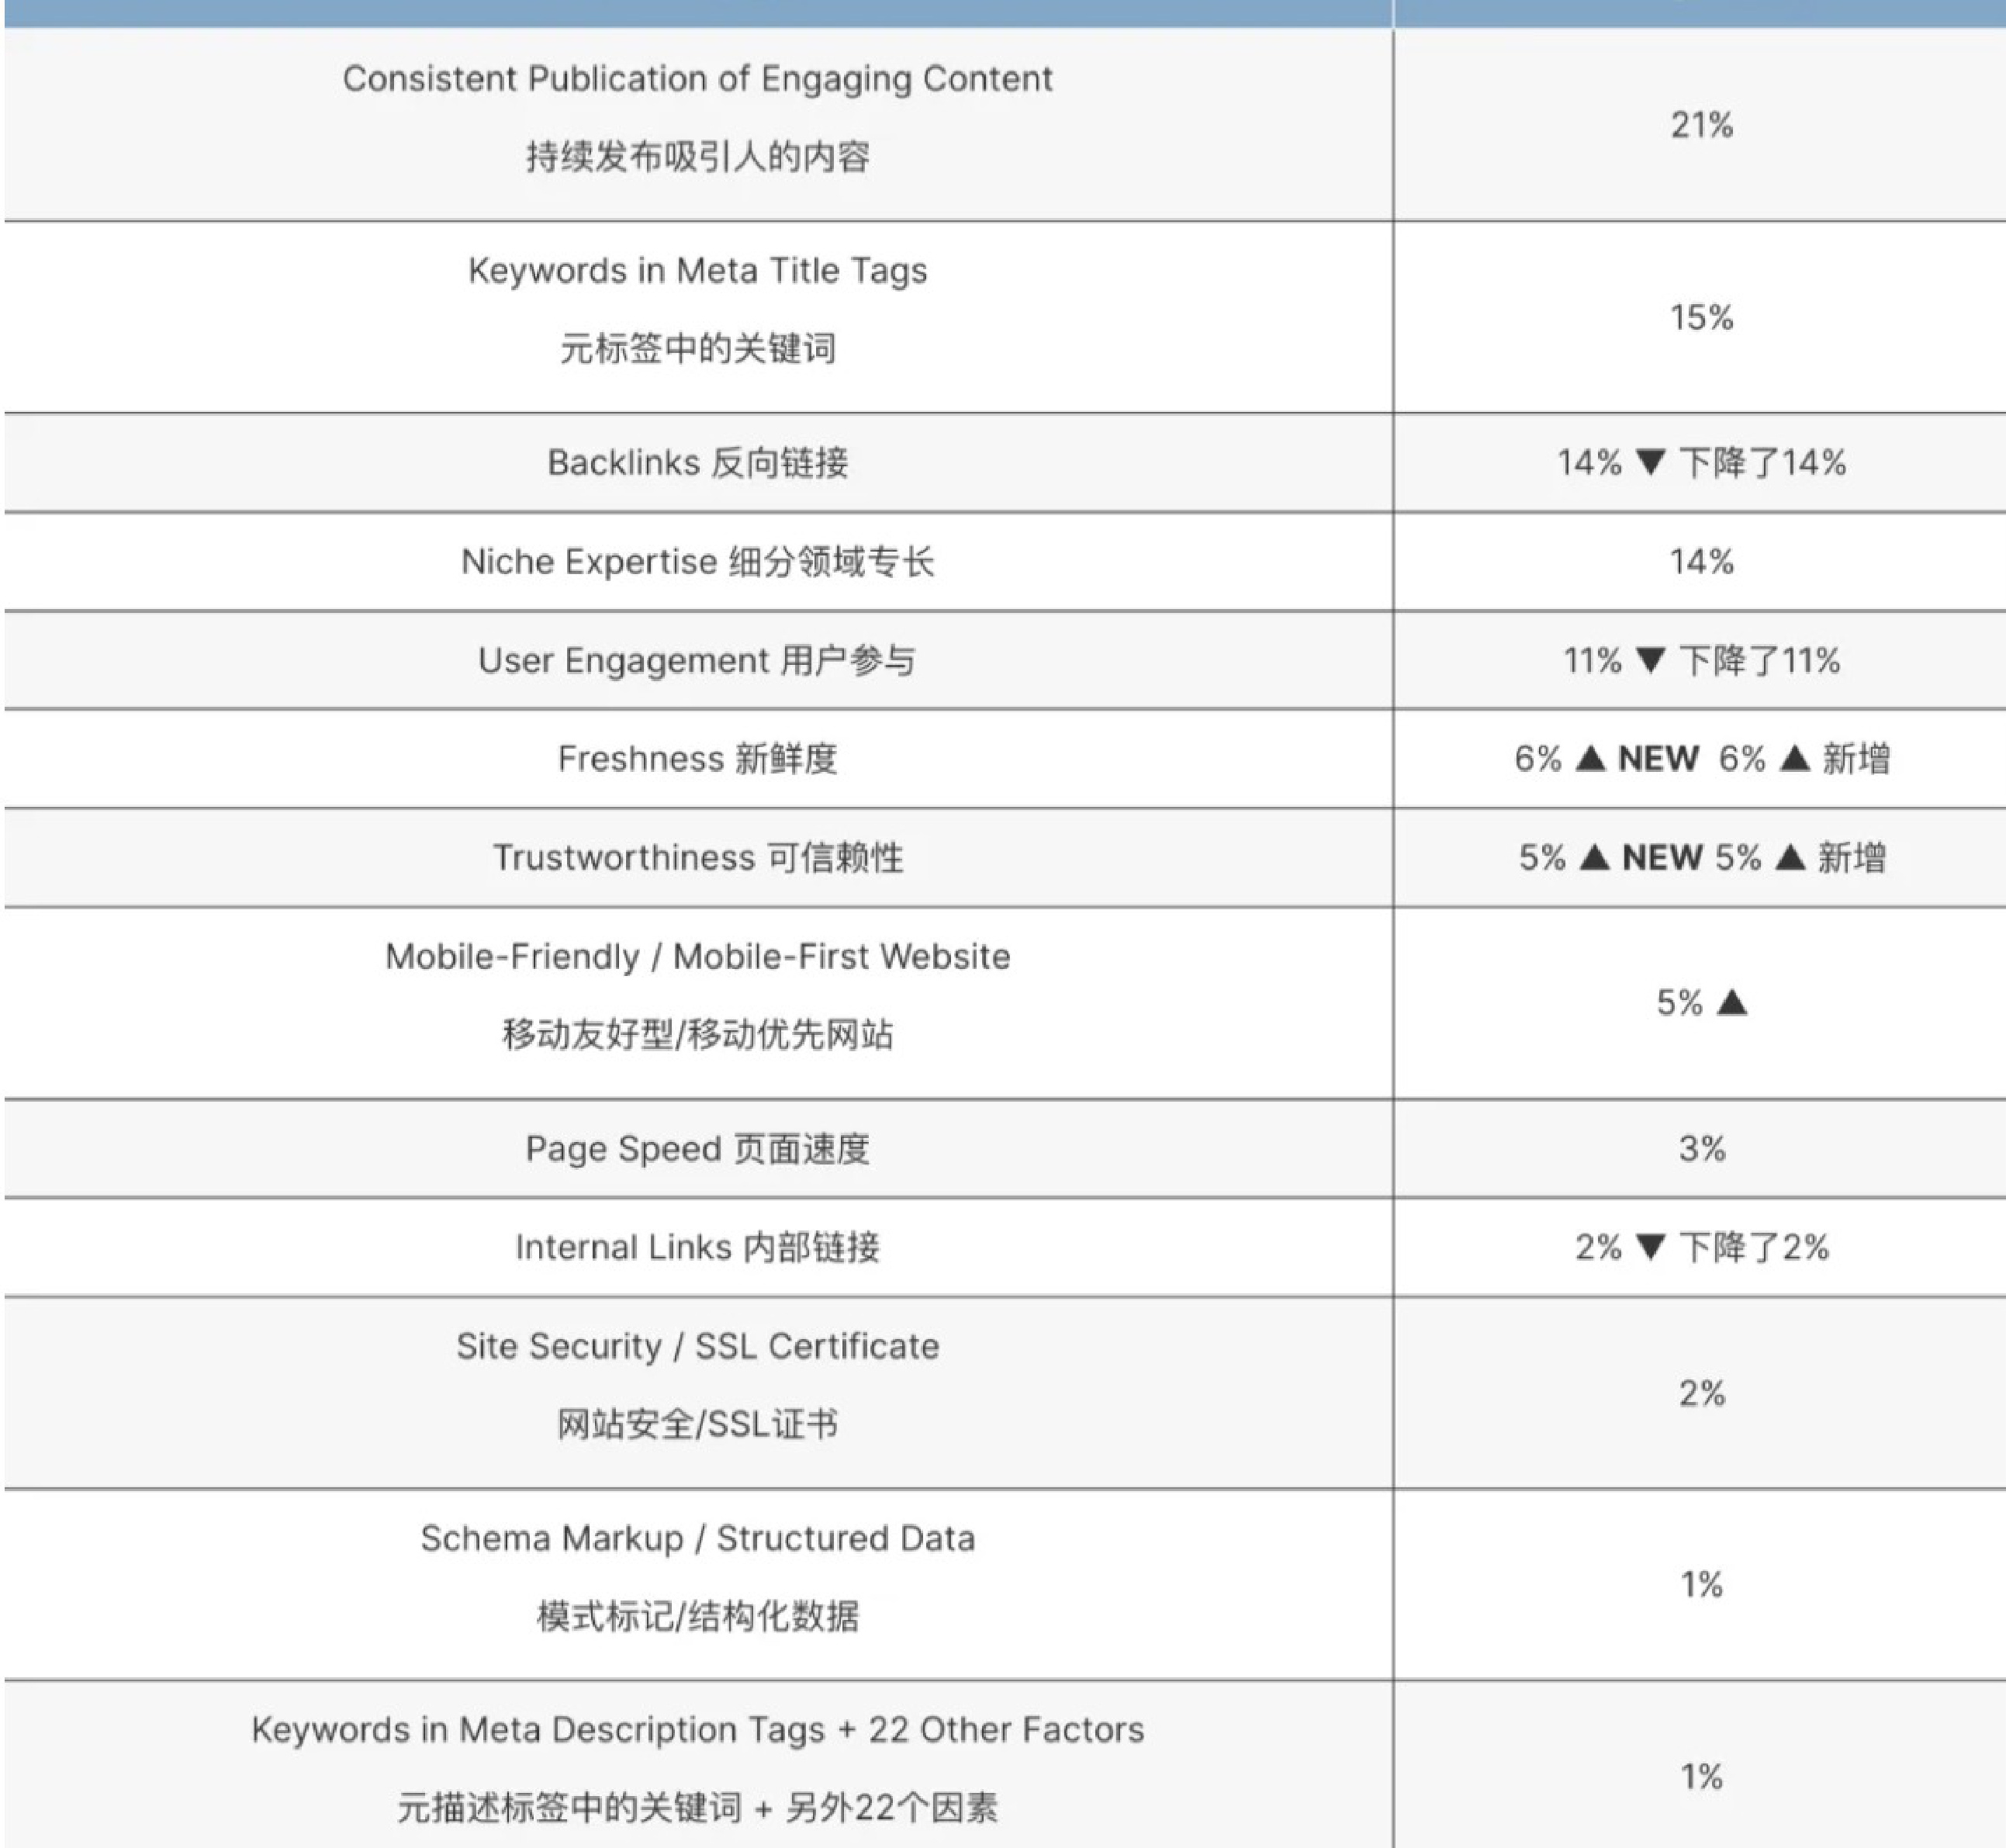 Consistent Publication of Engaging Content
持续发布吸引人的内容
21%
Keywords in Meta Title Tags
元标签中的关键词
15%
Backlinks 反向链接
14% ▼ 下降了14%
Niche Expertise 细分领域专长
14%
User Engagement 用户参与
11% ▼ 下降了11%
Freshness 新鲜度
6% ▲ NEW 6% ▲ 新增
Trustworthiness 可信赖性
5% ▲ NEW 5% ▲ 新增
Mobile-Friendly / Mobile-First Website
移动友好型/移动优先网站
5% ▲
Page Speed 页面速度
3%
Internal Links 内部链接
2% ▼ 下降了2%
Site Security / SSL Certificate
网站安全/SSL证书
2%
Schema Markup / Structured Data
模式标记/结构化数据
1%
Keywords in Meta Description Tags + 22 Other Factors
元描述标签中的关键词 + 另外22个因素
1%